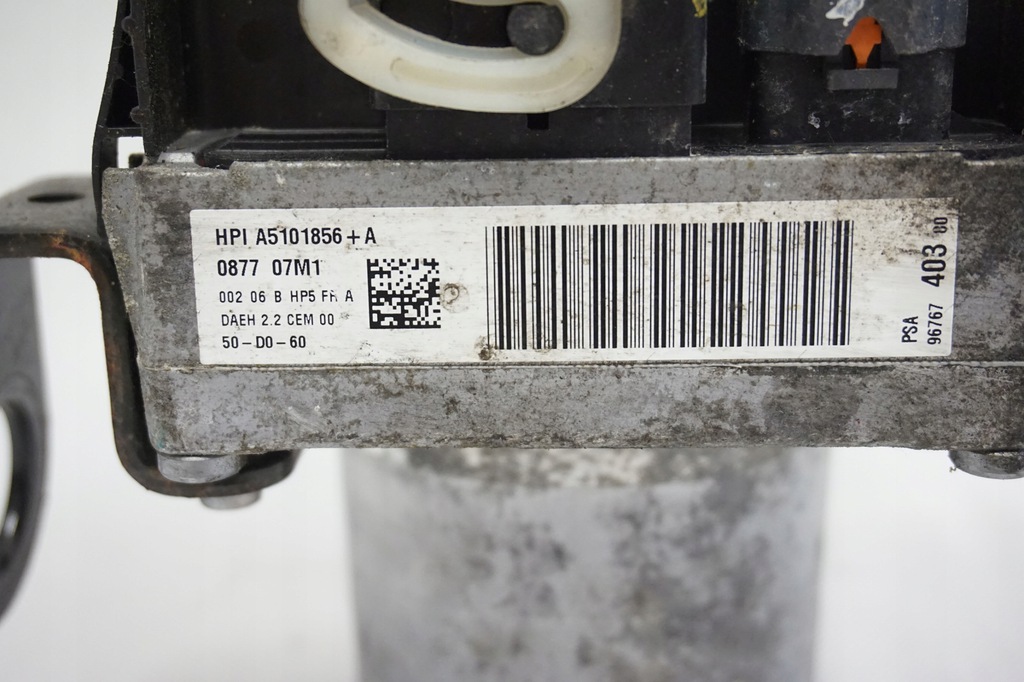 HPI A5101856+A
0877 07M1
002 06 B HP5 FR A
DAEH 2.2 CEM 00
50-D0-60
PSA
96767 403 80